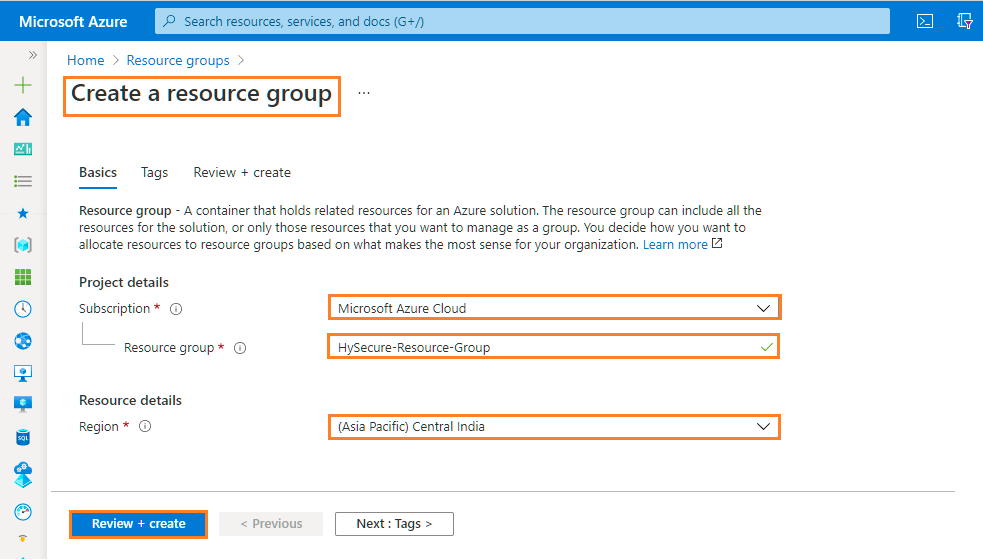 Microsoft Azure
Search resources, services, and docs (G+/)
Home > Resource groups >
Create a resource group ...
Basics Tags Review + create
Resource group - A container that holds related resources for an Azure solution. The resource group can include all the
resources for the solution, or only those resources that you want to manage as a group. You decide how you want to
allocate resources to resource groups based on what makes the most sense for your organization. Learn more
Project details
Subscription * Microsoft Azure Cloud
Resource group * HySecure-Resource-Group
Resource details
Region * (Asia Pacific) Central India
Review + create < Previous Next : Tags >